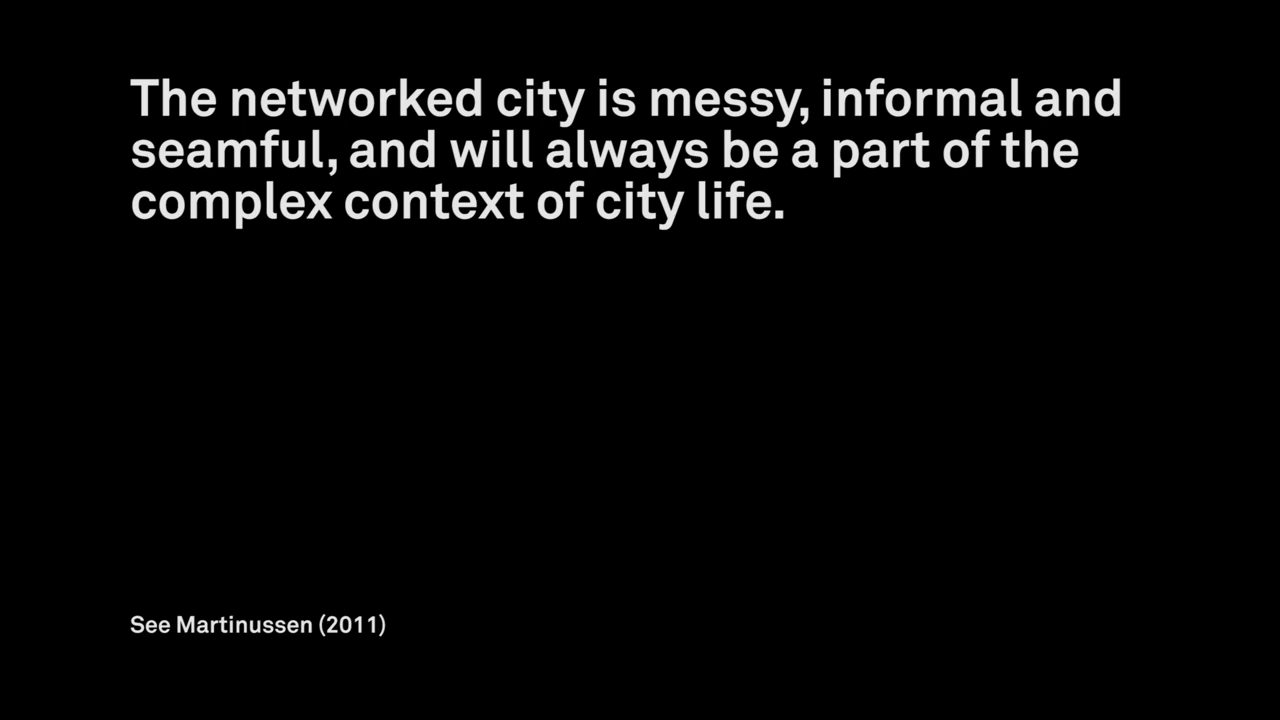 The networked city is messy, informal and
seamful, and will always be a part of the
complex context of city life.
See Martinussen (2011)